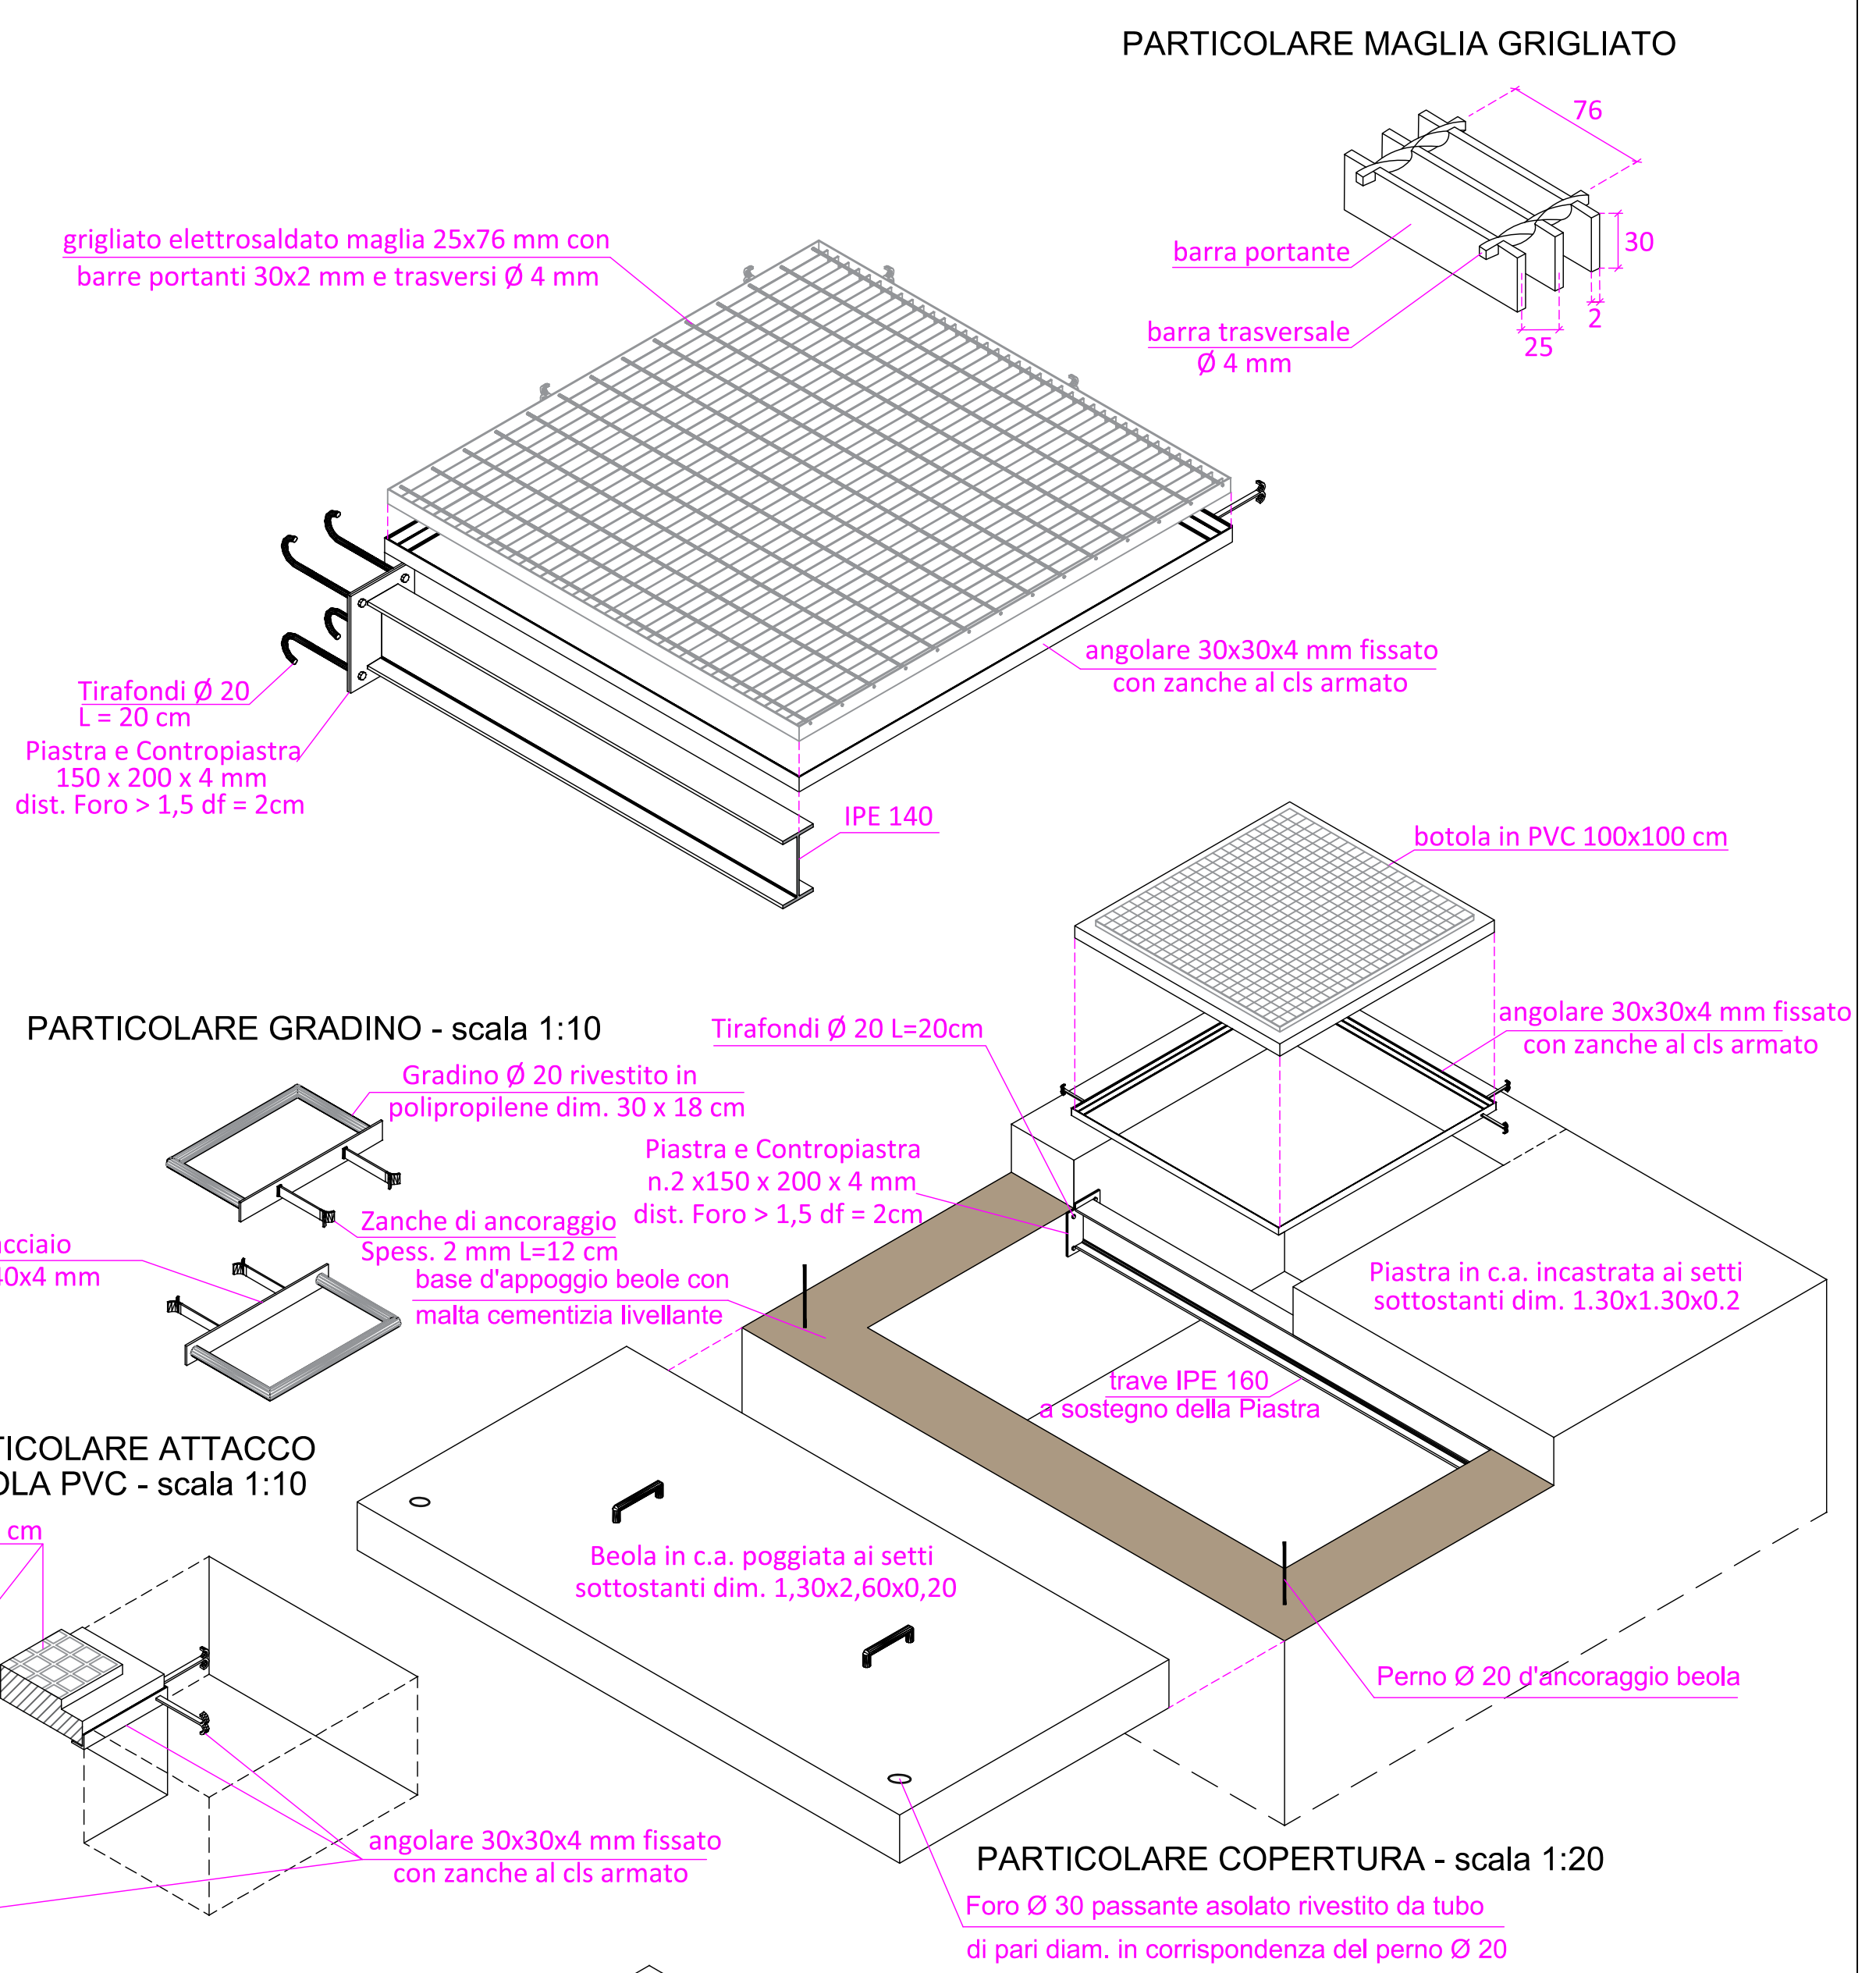 PARTICOLARE MAGLIA GRIGLIATO
76
30
2
25
barra portante
barra trasversale
Ø 4 mm
grigliato elettrosaldato maglia 25x76 mm con
barre portanti 30x2 mm e trasversi Ø 4 mm
angolare 30x30x4 mm fissato
con zanche al cls armato
Tirafondi Ø 20
L = 20 cm
Piastra e Contropiastra
150 x 200 x 4 mm
dist. Foro > 1,5 df = 2cm
IPE 140
botola in PVC 100x100 cm
angolare 30x30x4 mm fissato
con zanche al cls armato
PARTICOLARE GRADINO - scala 1:10
Gradino Ø 20 rivestito in
polipropilene dim. 30 x 18 cm
Zanche di ancoraggio
Spess. 2 mm L=12 cm
Tirafondi Ø 20 L=20cm
Piastra e Contropiastra
n.2 x150 x 200 x 4 mm
dist. Foro > 1,5 df = 2cm
base d'appoggio beole con
malta cementizia livellante
Piastra in c.a. incastrata ai setti
sottostanti dim. 1.30x1.30x0.2
trave IPE 160
a sostegno della Piastra
- scala 1:10
PVC
cm
Beola in c.a. poggiata ai setti
sottostanti dim. 1,30x2,60x0,20
Perno Ø 20 d'ancoraggio beola
angolare 30x30x4 mm fissato
con zanche al cls armato
PARTICOLARE COPERTURA - scala 1:20
Foro Ø 30 passante asolato rivestito da tubo
di pari diam. in corrispondenza del perno Ø 20